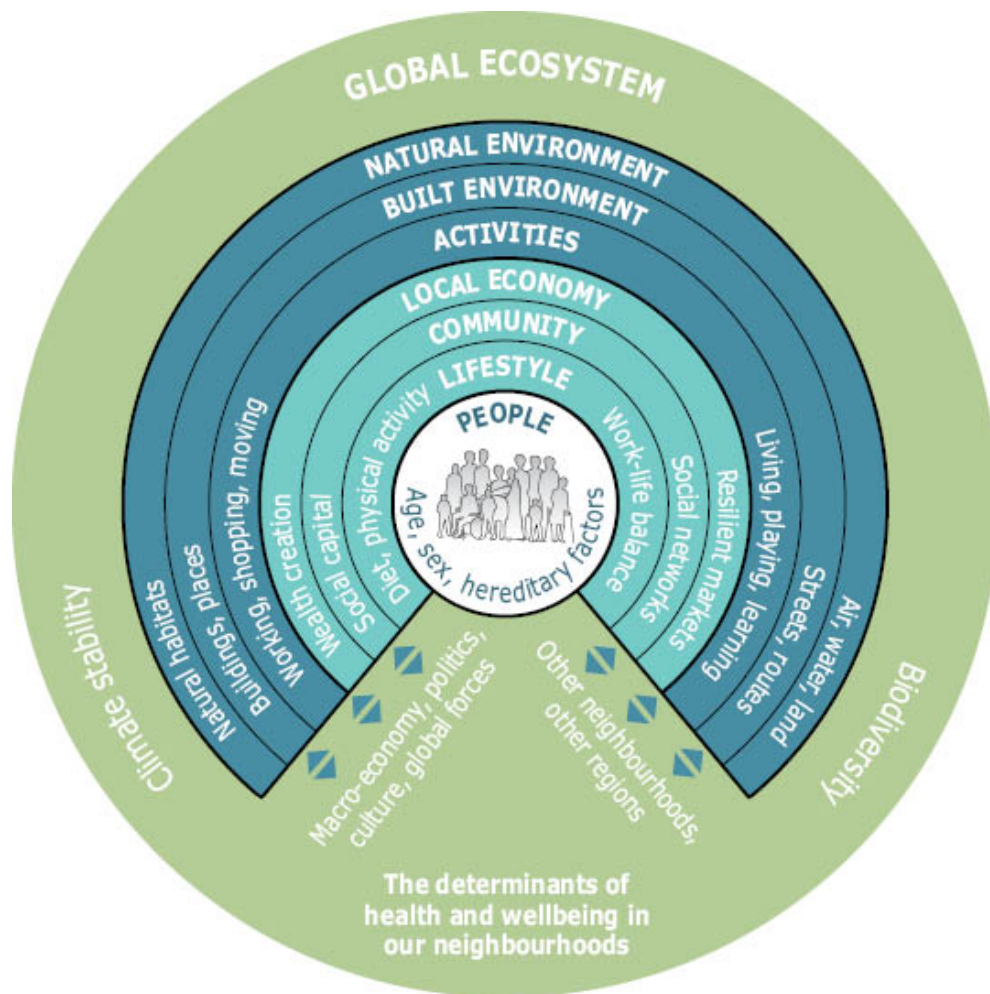 GLOBAL ECOSYSTEM
NATURAL ENVIRONMENT
BUILT ENVIRONMENT
ACTIVITIES
LOCAL ECONOMY
COMMUNITY
LIFESTYLE
PEOPLE
Age, sex, hereditary factors
Diet, physical activity
Work-life balance
Social capital
Social networks
Wealth creation
Resilient markets
Working, shopping, moving
Living, playing, learning
Buildings, places
Streets, routes
Natural habitats
Air, water, land
Climate stability
Biodiversity
Macro-economy, politics,
culture, global forces
Other neighbourhoods,
other regions
The determinants of
health and wellbeing in
our neighbourhoods